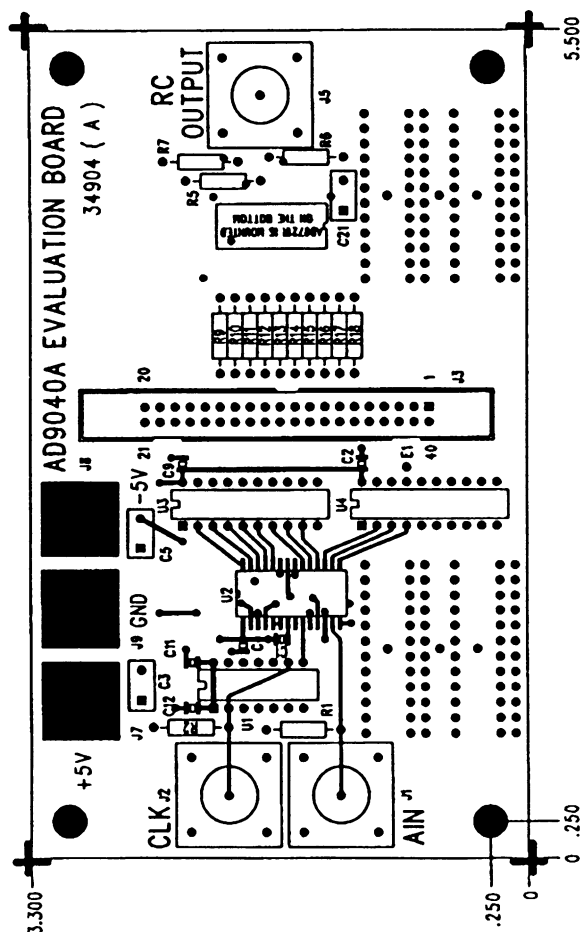 AD9040A EVALUATION BOARD
34904 ( A )
RC
OUTPUT
J5
R7
R6
R5
AD9721R IS MOUNTED
ON THE BOTTOM
C21
R9
R10
R11
R12
R13
R14
R15
R16
R17
R18
20
1
J3
21
40
J8
-5V
C9
C2
E1
C5
U3
U4
GND
J9
U2
C11
C3
C12
J7
+5V
R2
U1
R1
CLK
J2
AIN
J1
5.500
.250
0
3.300
.250
0